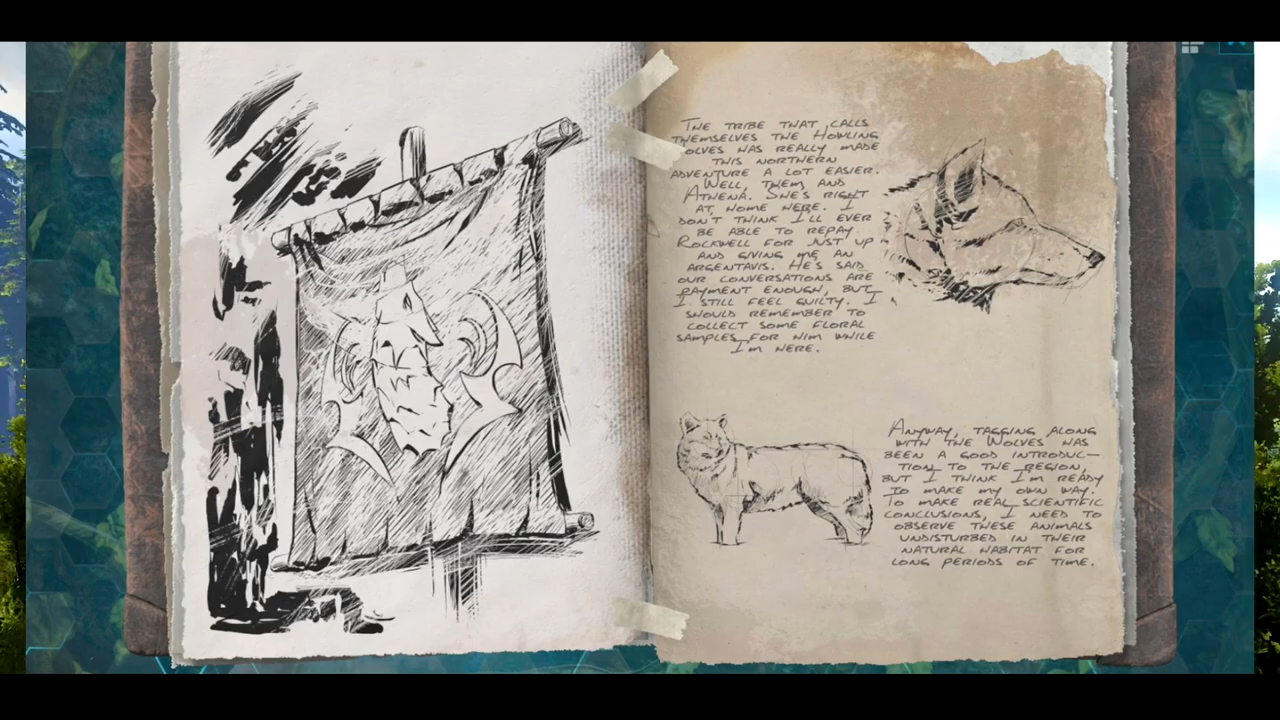 The tribe that calls
themselves the Howling
Wolves has really made
this northern
adventure a lot easier.
Well, them and
Athena. She's right
at home here. I
don't think I'll ever
be able to repay
Rockwell for just up
and giving me an
argentavis. He's said
our conversations are
payment enough, but
I still feel guilty. I
should remember to
collect some floral
samples for him while
I'm here.
Anyway, tagging along
with the Wolves has
been a good introduc-
tion to the region,
but I think I'm ready
to make my own way.
To make real scientific
conclusions, I need to
observe these animals
undisturbed in their
natural habitat for
long periods of time.